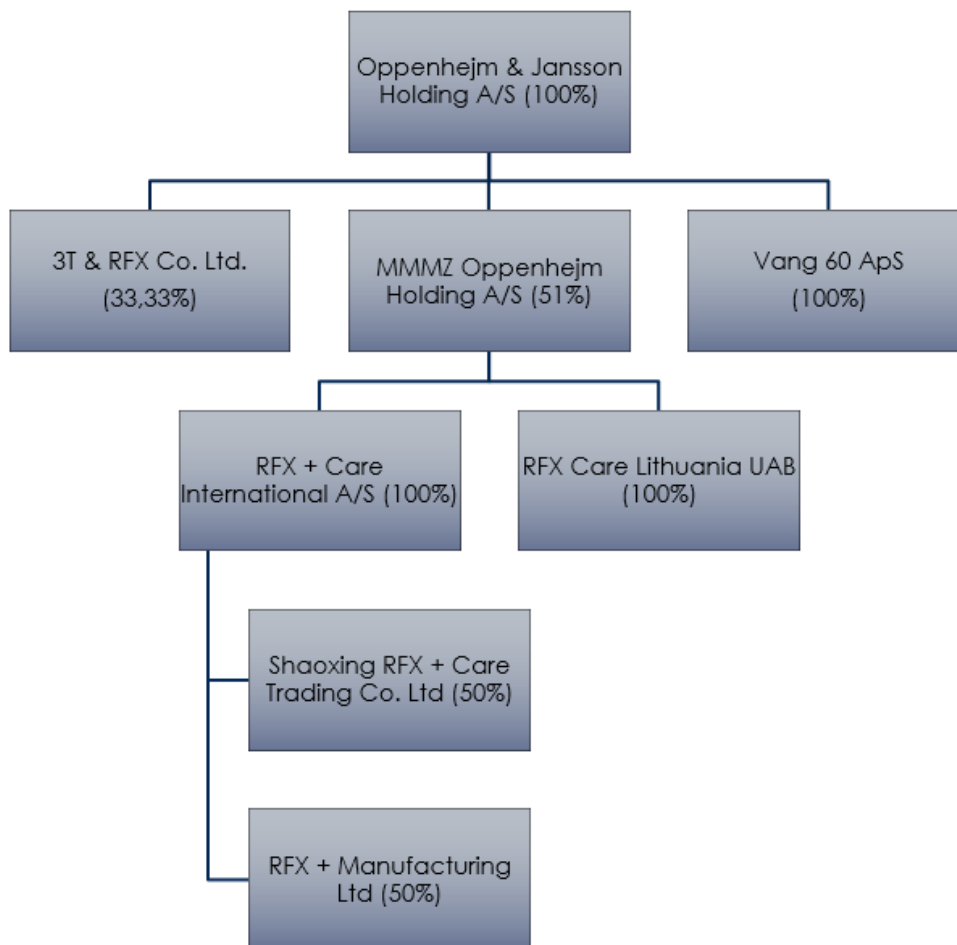 Oppenhejm & Jansson
Holding A/S (100%)
3T & RFX Co. Ltd.
(33,33%)
MMMZ Oppenhejm
Holding A/S (51%)
Vang 60 ApS
(100%)
RFX + Care
International A/S (100%)
RFX Care Lithuania UAB
(100%)
Shaoxing RFX + Care
Trading Co. Ltd (50%)
RFX + Manufacturing
Ltd (50%)